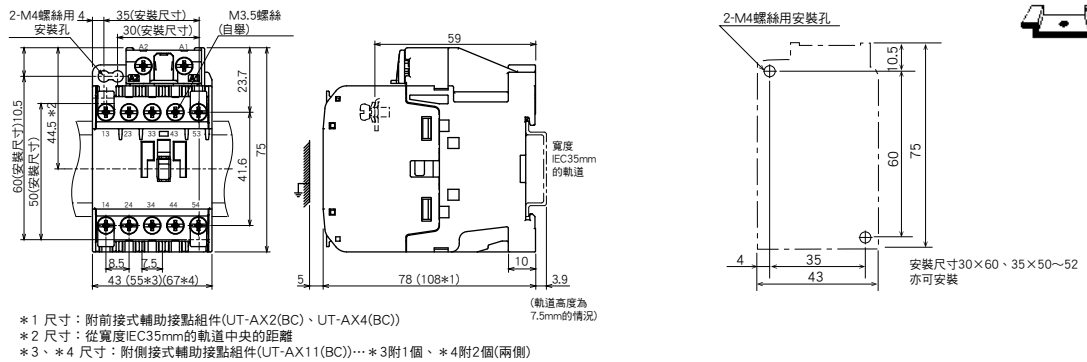 2-M4螺絲用
安裝孔
4
35(安裝尺寸)
30(安裝尺寸)
M3.5螺絲
(自舉)
A2
A1
A2
13
23
33
43
53
14
24
34
44
54
60(安裝尺寸)
10.5
50(安裝尺寸)
44.5 *2
23.7
41.6
75
8.5
7.5
43 (55*3)(67*4)
59
寬度
IEC35mm
的軌道
5
78 (108*1)
10
3.9
(軌道高度為
7.5mm的情況)
2-M4螺絲用安裝孔
10.5
60
75
4
35
43
安裝尺寸30×60、35×50～52
亦可安裝
*1 尺寸：附前接式輔助接點組件(UT-AX2(BC)、UT-AX4(BC))
*2 尺寸：從寬度IEC35mm的軌道中央的距離
*3、*4 尺寸：附側接式輔助接點組件(UT-AX11(BC))…*3附1個、*4附2個(兩側)